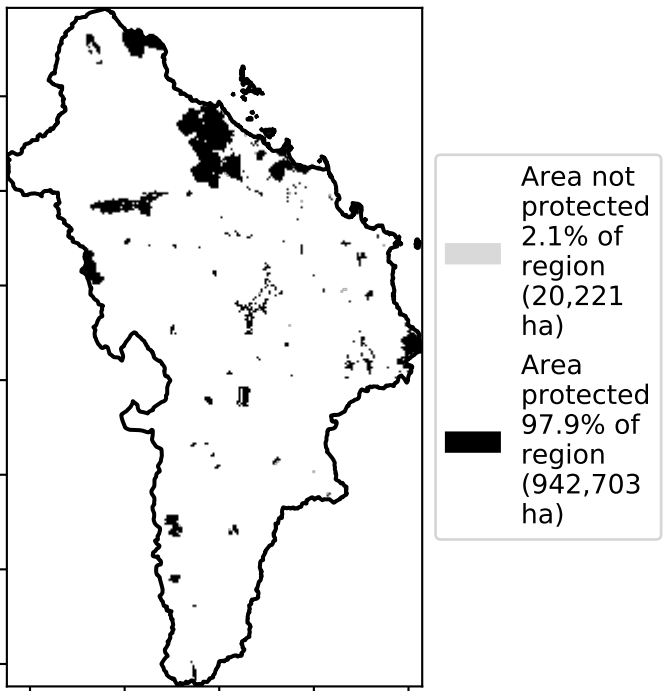 Area not
protected
2.1% of
region
(20,221
ha)
Area
protected
97.9% of
region
(942,703
ha)